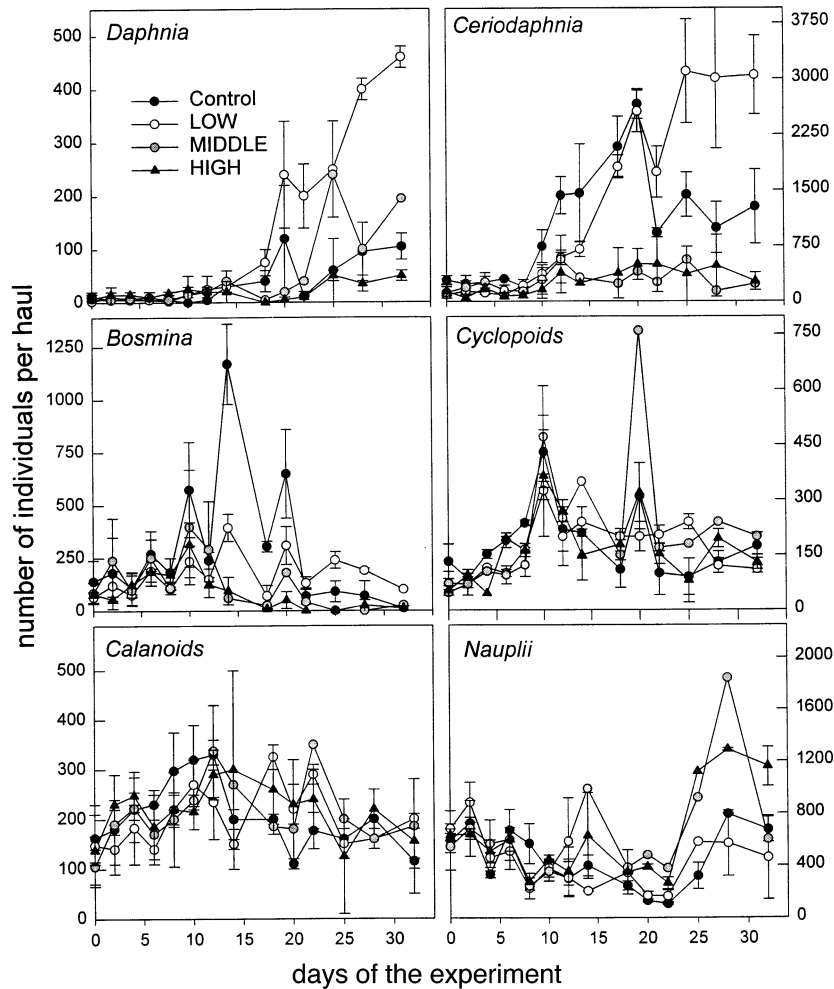 Daphnia
Ceriodaphnia
Control
LOW
MIDDLE
HIGH
500
400
300
200
100
0
3750
3000
2250
1500
750
0
Bosmina
Cyclopoids
1250
1000
750
500
250
0
750
600
450
300
150
0
Calanoids
Nauplii
500
400
300
200
100
0
2000
1600
1200
800
400
0
0 5 10 15 20 25 30
0 5 10 15 20 25 30
number of individuals per haul
days of the experiment